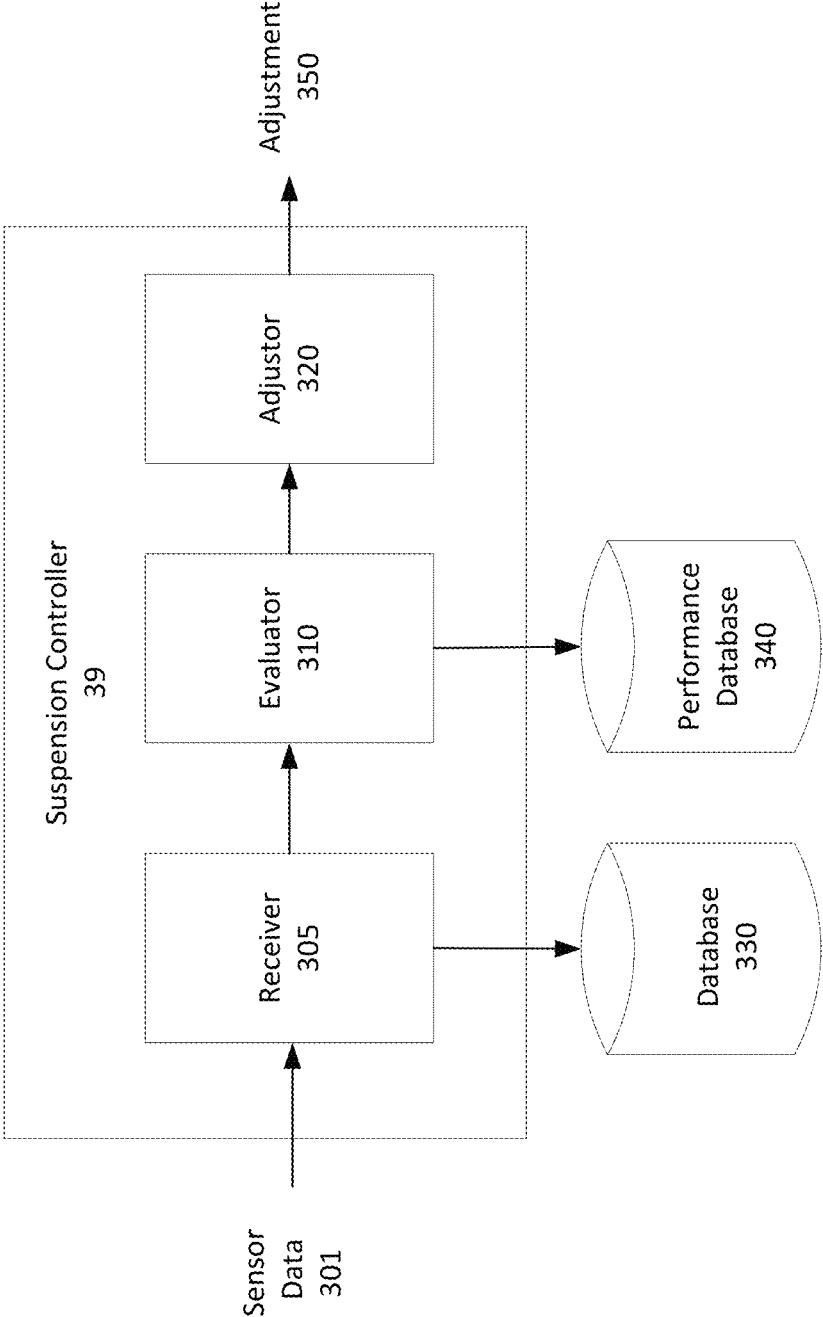 Suspension Controller
39
Sensor
Data
301
Receiver
305
Evaluator
310
Adjustor
320
Adjustment
350
Database
330
Performance
Database
340